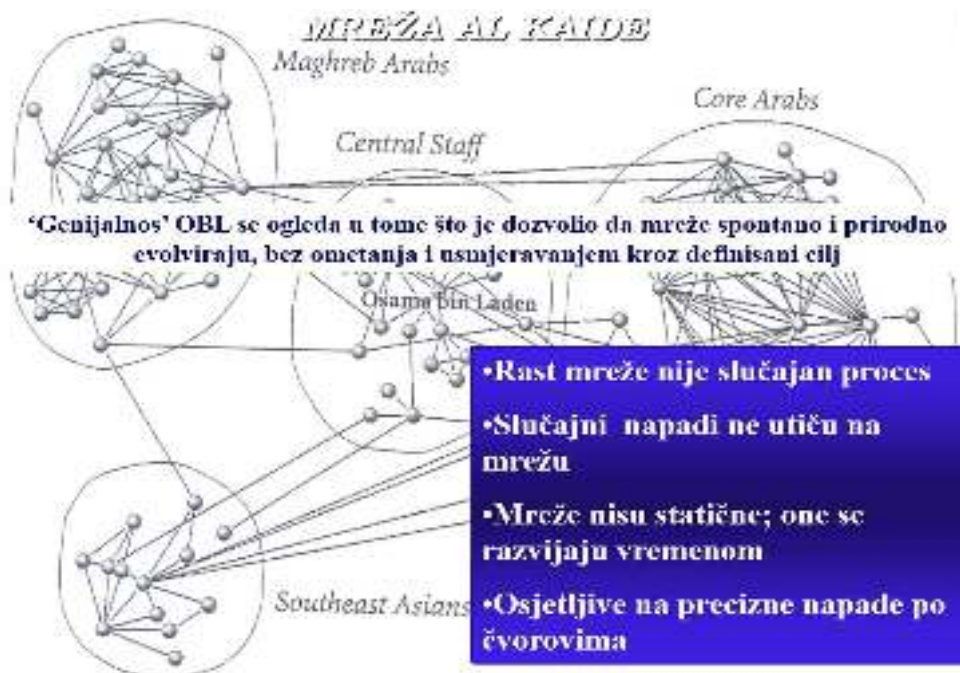 MREŽA AL KAIDE
Maghreb Arabs
Core Arabs
Central Staff
‘Genijalnos’ OBL se ogleda u tome što je dozvolio da mreže spontano i prirodno
evolviraju, bez ometanja i usmjeravanjem kroz definisani cilj
Osama bin Laden
•Rast mreže nije slučajan proces
•Slučajni napadi ne utiču na
mrežu
•Mreže nisu statične; one se
razvijaju vremenom
•Osjetljive na precizne napade po
čvorovima
Southeast Asians